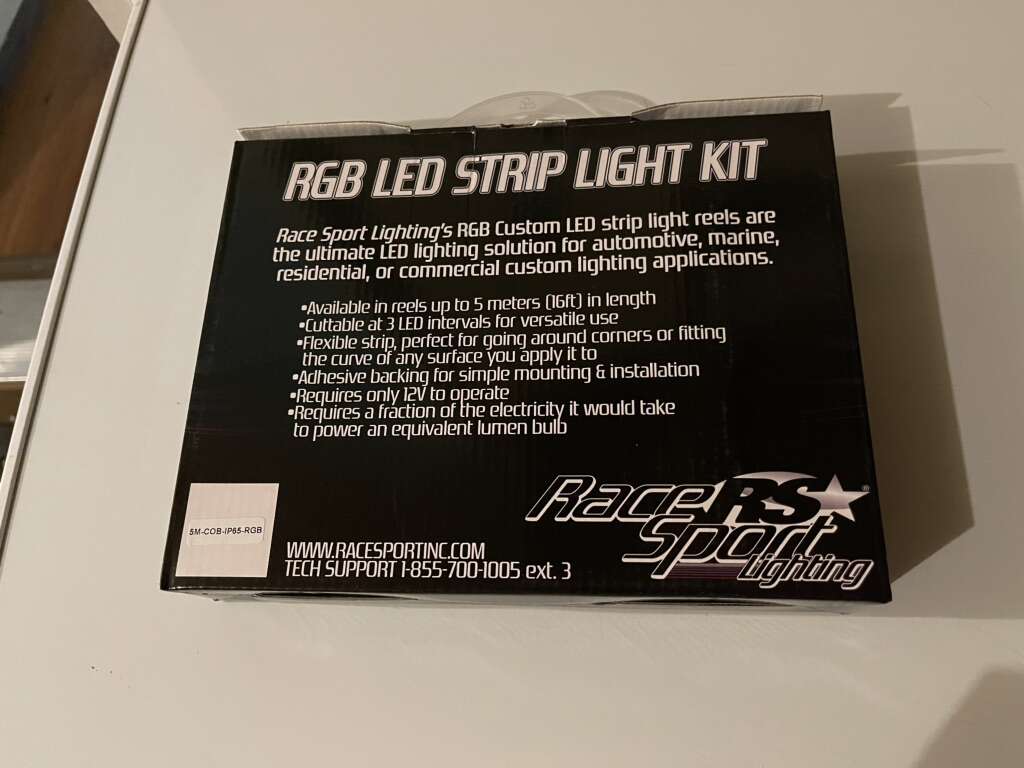 RGB LED STRIP LIGHT KIT
Race Sport Lighting's RGB Custom LED strip light reels are
the ultimate LED lighting solution for automotive, marine,
residential, or commercial custom lighting applications.
•Available in reels up to 5 meters (16ft) in length
•Cuttable at 3 LED intervals for versatile use
•Flexible strip, perfect for going around corners or fitting
the curve of any surface you apply it to
•Adhesive backing for simple mounting & installation
•Requires only 12V to operate
•Requires a fraction of the electricity it would take
to power an equivalent lumen bulb
5M-COB-IP65-RGB
WWW.RACESPORTINC.COM
TECH SUPPORT 1-855-700-1005 ext. 3
Race RS®
Sport
Lighting